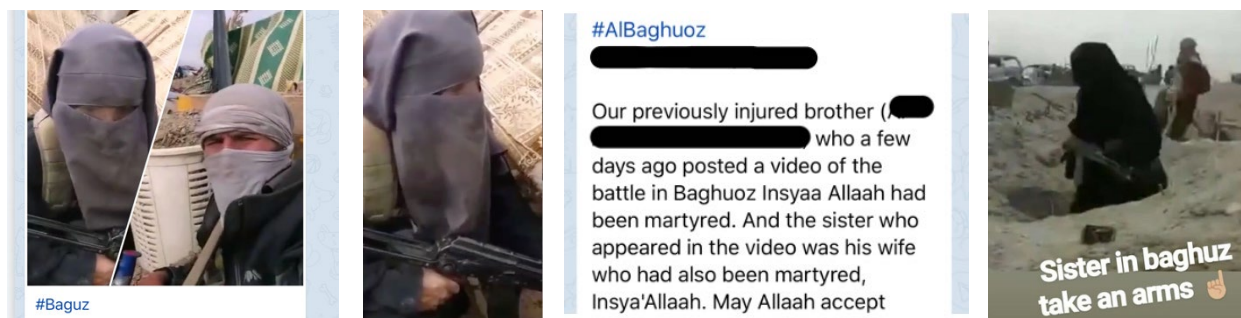 #Baguz
#AlBaghuoz
Our previously injured brother (
who a few
days ago posted a video of the
battle in Baghuoz Insyaa Allaah had
been martyred. And the sister who
appeared in the video was his wife
who had also been martyred,
Insya'Allaah. May Allaah accept
Sister in baghuz
take an arms ☝